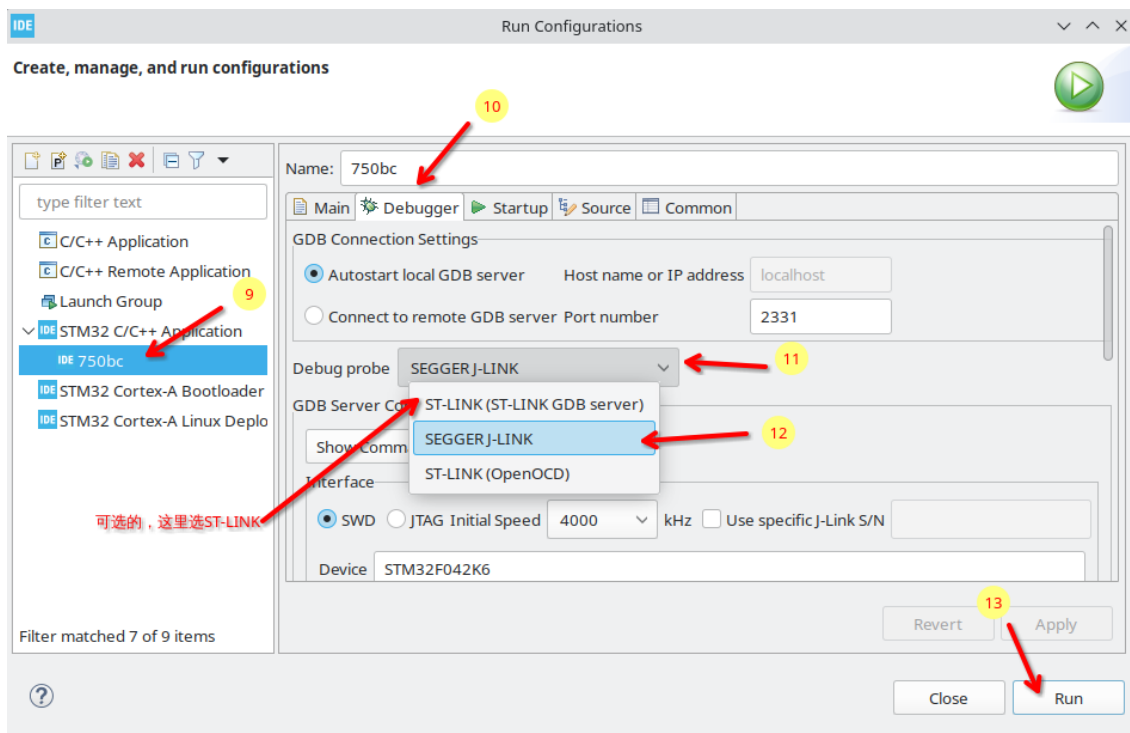 IDE
Run Configurations
Create, manage, and run configurations
10
Name: 750bc
type filter text
Main Debugger Startup Source Common
C/C++ Application
C/C++ Remote Application
Launch Group
9
STM32 C/C++ Application
IDE 750bc
IDE STM32 Cortex-A Bootloader
IDE STM32 Cortex-A Linux Deplo
GDB Connection Settings
Autostart local GDB server Host name or IP address localhost
Connect to remote GDB server Port number 2331
Debug probe SEGGER J-LINK
11
ST-LINK (ST-LINK GDB server)
SEGGER J-LINK
12
ST-LINK (OpenOCD)
GDB Server Co
Show Comm
Interface
可选的，这里选ST-LINK
SWD JTAG Initial Speed 4000 kHz Use specific J-Link S/N
Device STM32F042K6
13
Filter matched 7 of 9 items
Revert Apply
? Close Run